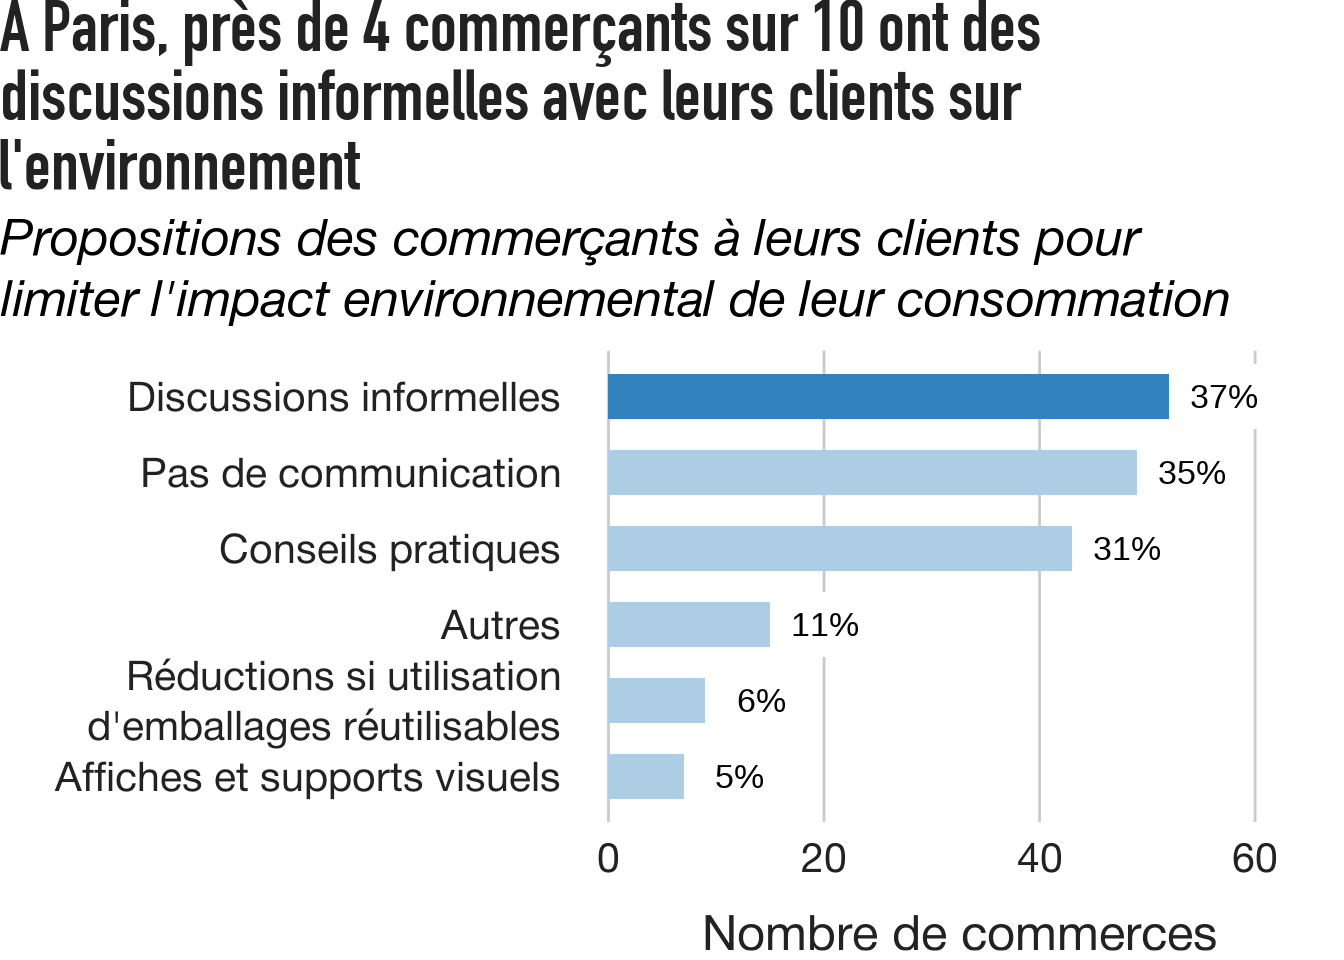 À Paris, près de 4 commerçants sur 10 ont des
discussions informelles avec leurs clients sur
l'environnement
Propositions des commerçants à leurs clients pour
limiter l'impact environnemental de leur consommation
Discussions informelles
37%
Pas de communication
35%
Conseils pratiques
31%
Autres
11%
Réductions si utilisation
d'emballages réutilisables
6%
Affiches et supports visuels
5%
0 20 40 60
Nombre de commerces